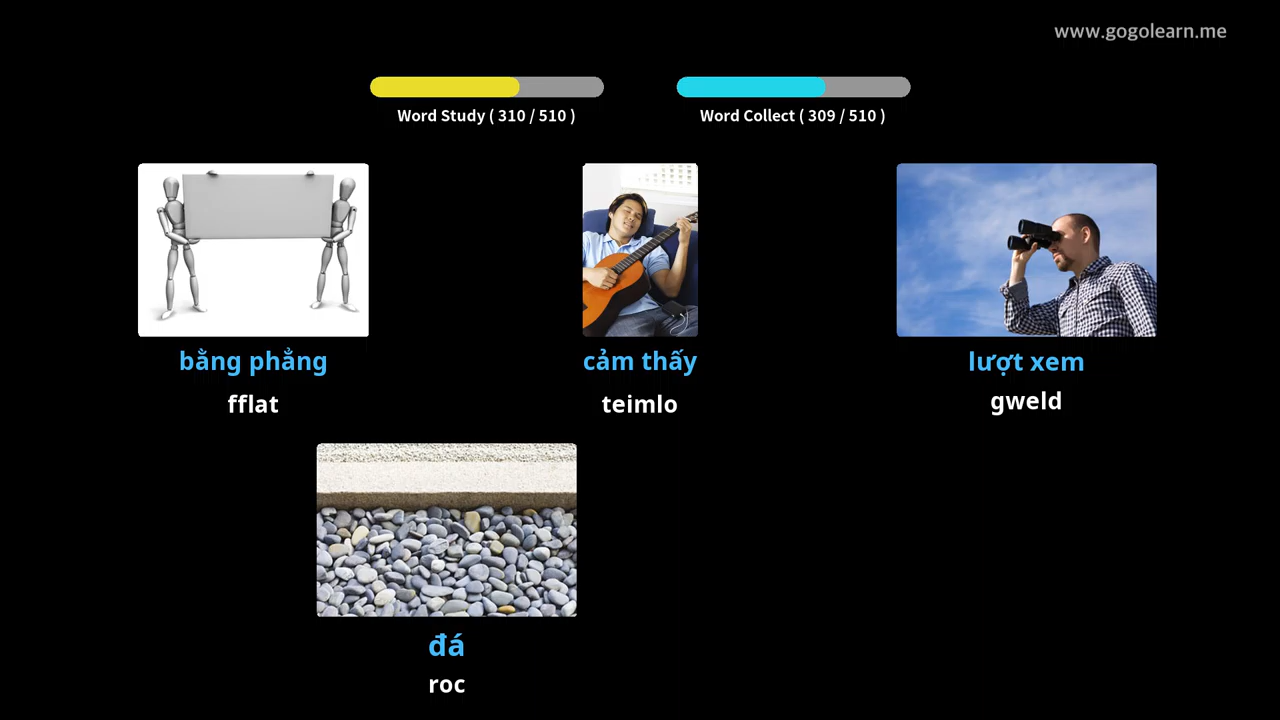 www.gogolearn.me
Word Study ( 310 / 510 )
Word Collect ( 309 / 510 )
bằng phẳng
cảm thấy
lượt xem
fflat
teimlo
gweld
đá
roc